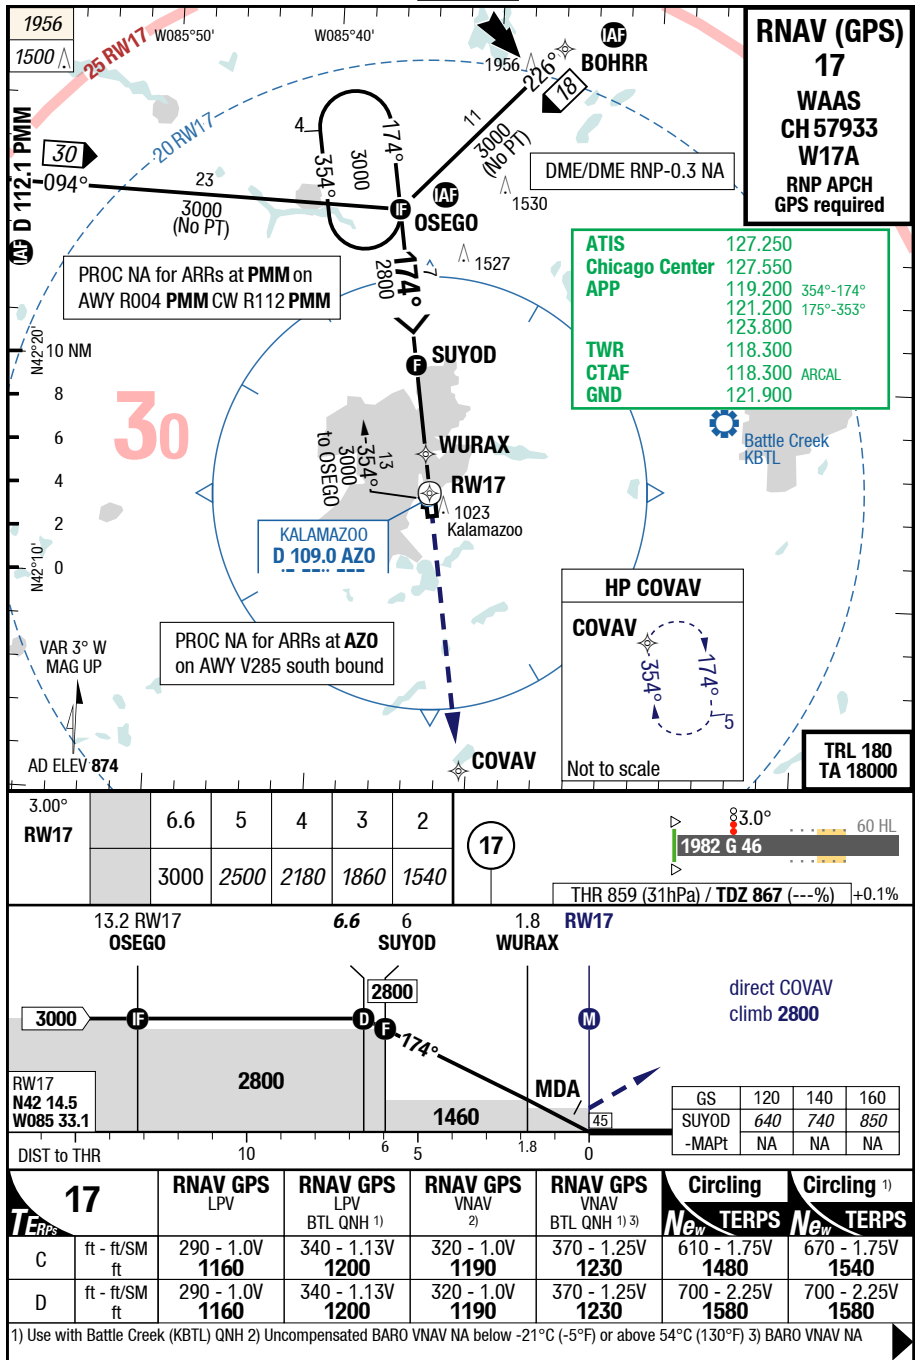 1956
1500
25 RW17
20 RW17
W085°50'
W085°40'
IAF
BOHRR
1956
226°
18
11
3000
(No PT)
RNAV (GPS)
17
WAAS
CH 57933
W17A
RNP APCH
GPS required
IAF D 112.1 PMM
30
094°
23
3000
(No PT)
4
174°
3000
354°
IF
IAF
OSEGO
DME/DME RNP-0.3 NA
1530
1527
PROC NA for ARRs at PMM on
AWY R004 PMM CW R112 PMM
174°
2800
7
ATIS 127.250
Chicago Center 127.550
APP 119.200 354°-174°
121.200 175°-353°
123.800
TWR 118.300
CTAF 118.300 ARCAL
GND 121.900
N42°20'
10 NM
8
6
4
2
0
N42°10'
30
F
SUYOD
WURAX
RW17
13
354°
3000
to OSEGO
1023
Kalamazoo
KALAMAZOO
D 109.0 AZO
Battle Creek
KBTL
PROC NA for ARRs at AZO
on AWY V285 south bound
HP COVAV
COVAV
354°
174°
5
Not to scale
VAR 3° W
MAG UP
AD ELEV 874
COVAV
TRL 180
TA 18000
3.00°
RW17
6.6 5 4 3 2
3000 2500 2180 1860 1540
17
3.0°
60 HL
1982 G 46
THR 859 (31hPa) / TDZ 867 (---%) +0.1%
13.2 RW17 6.6 6 1.8 RW17
OSEGO SUYOD WURAX
2800
3000
IF
D
F
174°
M
direct COVAV
climb 2800
2800
1460
MDA
45
RW17
N42 14.5
W085 33.1
GS 120 140 160
SUYOD 640 740 850
-MAPt NA NA NA
DIST to THR 10 6 5 1.8 0
TERPs 17
RNAV GPS
LPV
RNAV GPS
LPV
BTL QNH 1)
RNAV GPS
VNAV
2)
RNAV GPS
VNAV
BTL QNH 1) 3)
Circling
New TERPS
Circling 1)
New TERPS
C ft - ft/SM 290 - 1.0V 340 - 1.13V 320 - 1.0V 370 - 1.25V 610 - 1.75V 670 - 1.75V
ft 1160 1200 1190 1230 1480 1540
D ft - ft/SM 290 - 1.0V 340 - 1.13V 320 - 1.0V 370 - 1.25V 700 - 2.25V 700 - 2.25V
ft 1160 1200 1190 1230 1580 1580
1) Use with Battle Creek (KBTL) QNH 2) Uncompensated BARO VNAV NA below -21°C (-5°F) or above 54°C (130°F) 3) BARO VNAV NA